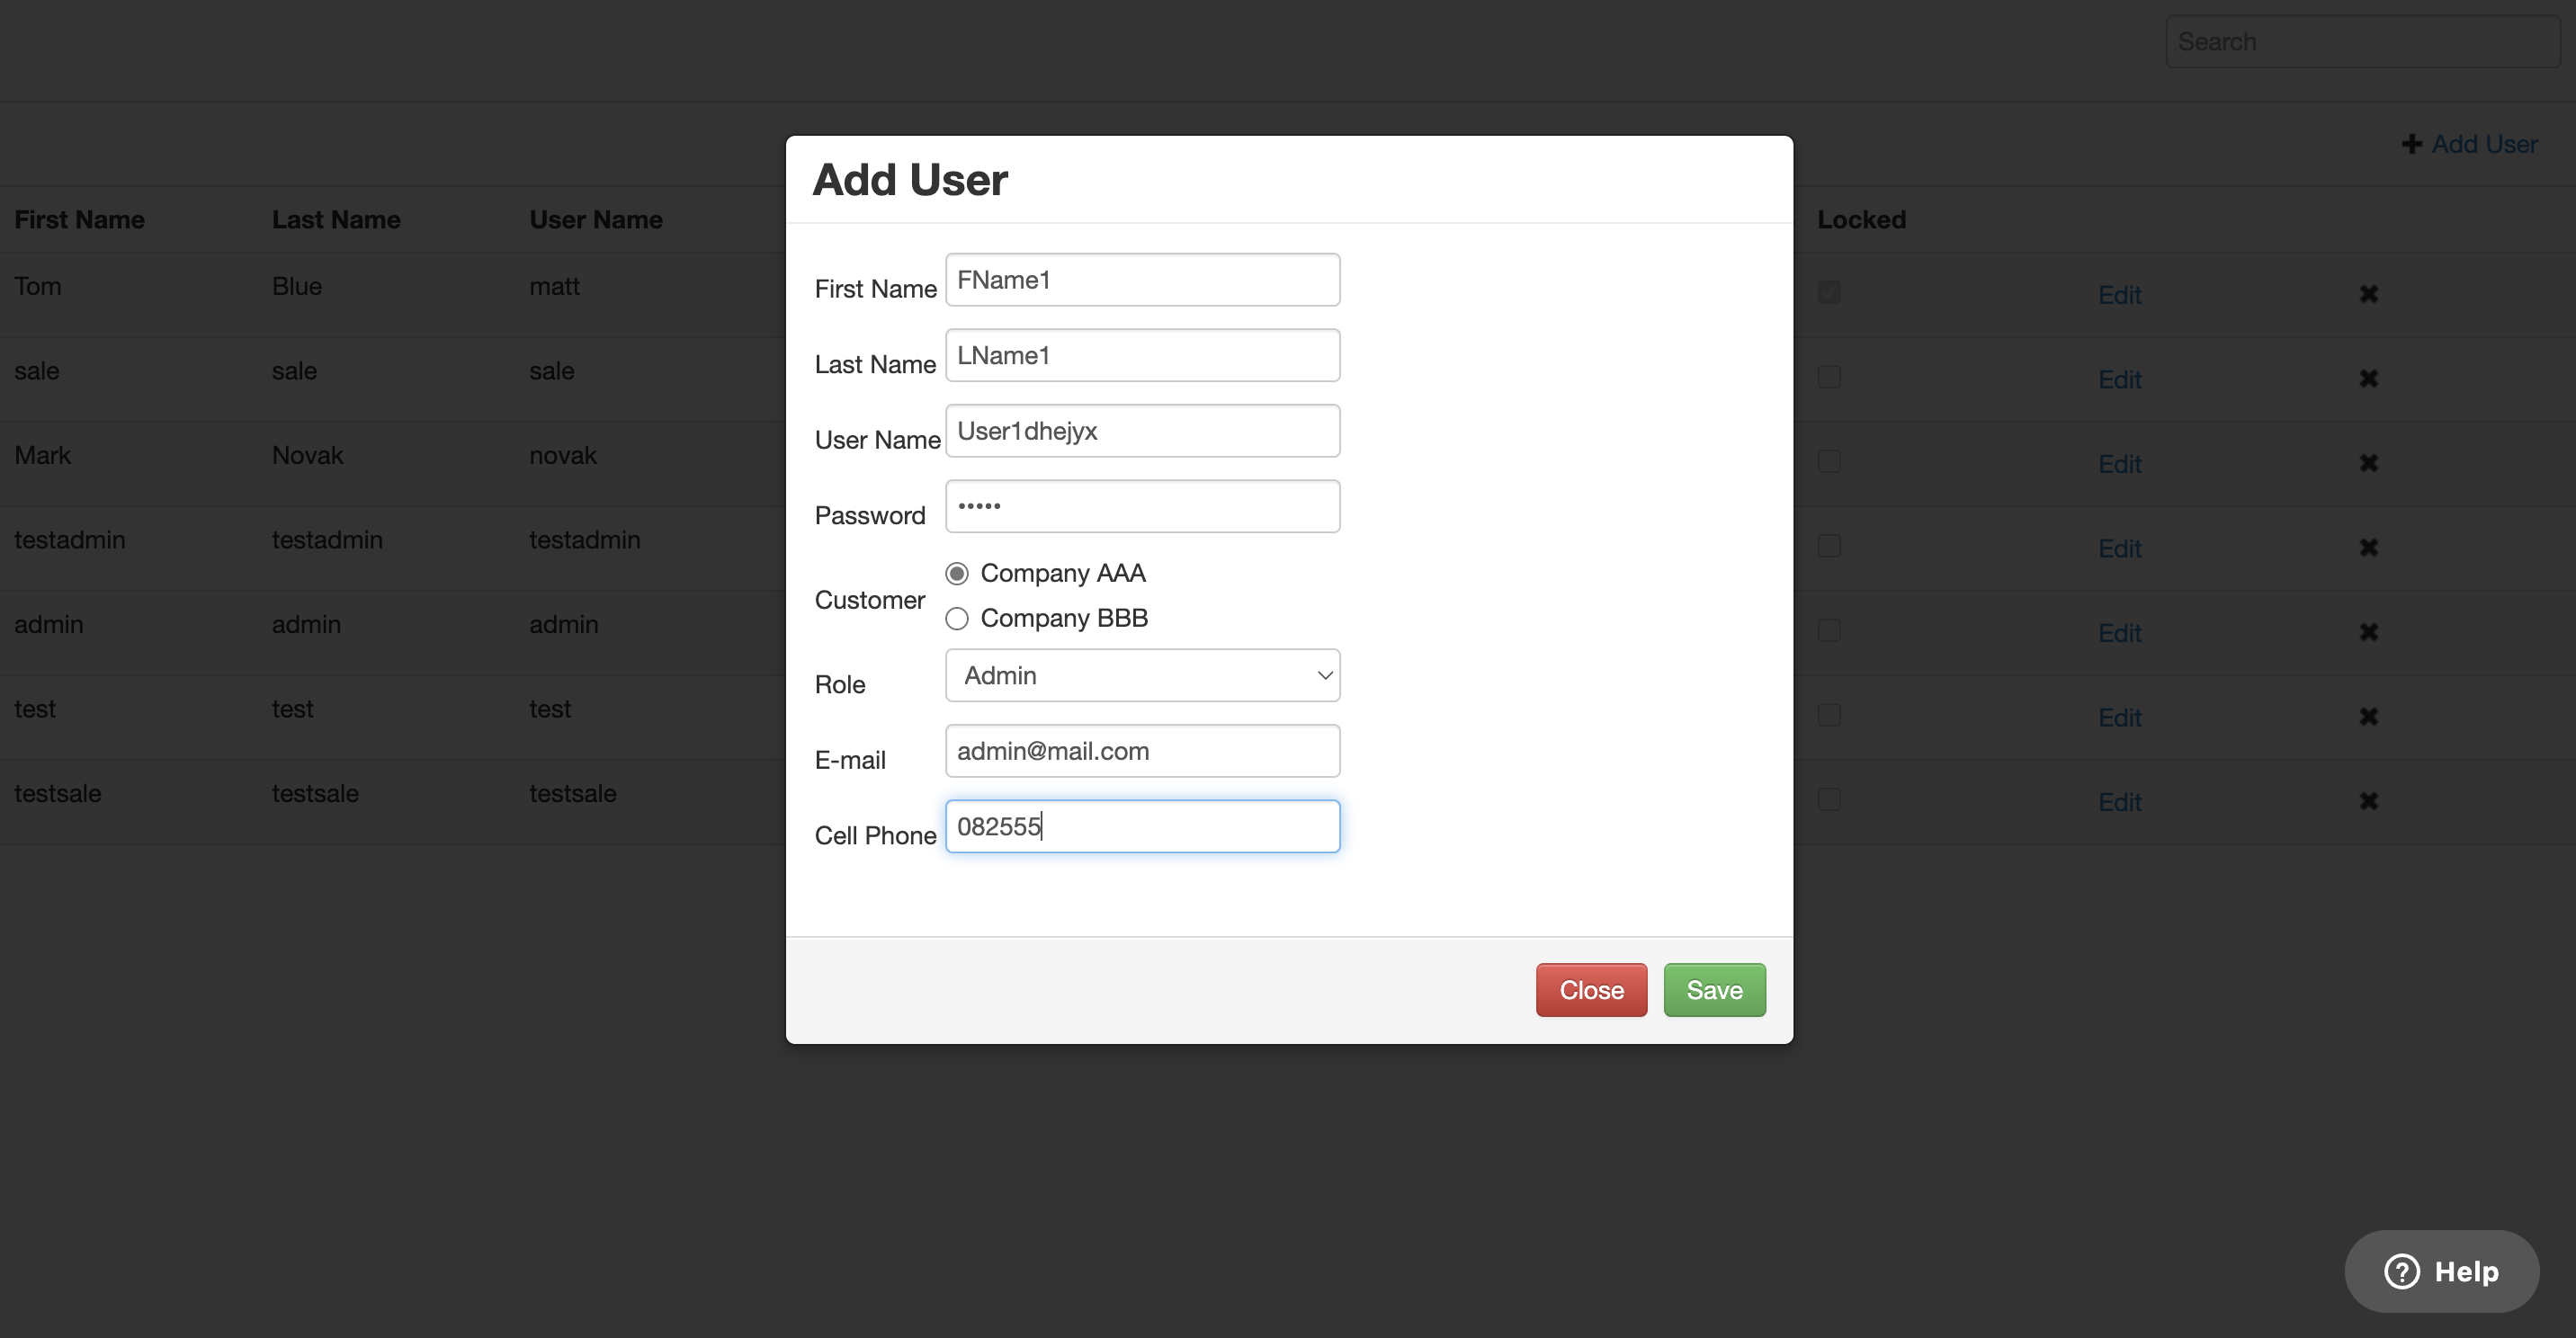 Search
Add User
First Name Last Name User Name Locked
Tom Blue matt Edit
sale sale sale Edit
Mark Novak novak Edit
testadmin testadmin testadmin Edit
admin admin admin Edit
test test test Edit
testsale testsale testsale Edit
Add User
First Name FName1
Last Name LName1
User Name User1dhejyx
Password •••••
Customer Company AAA
Company BBB
Role Admin
E-mail admin@mail.com
Cell Phone 082555
Close Save
Help